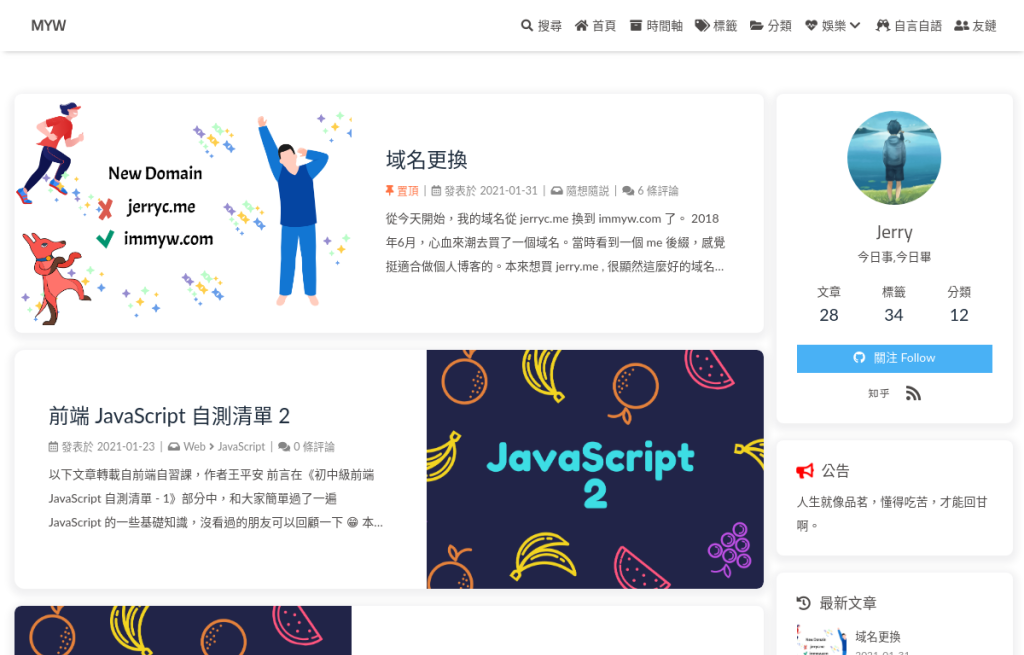 MYW
搜尋 首頁 時間軸 標籤 分類 娛樂 自言自語 友鏈
New Domain
jerryc.me
immyw.com
域名更換
置頂 | 發表於 2021-01-31 | 隨想隨説 | 6 條評論
從今天開始，我的域名從 jerryc.me 換到 immyw.com 了。 2018
年6月，心血來潮去買了一個域名。當時看到一個 me 後綴，感覺
挺適合做個人博客的。本來想買 jerry.me , 很顯然這麼好的域名...
前端 JavaScript 自測清單 2
發表於 2021-01-23 | Web > JavaScript | 0 條評論
以下文章轉載自前端自習課，作者王平安 前言在《初中級前端
JavaScript 自測清單 - 1》部分中，和大家簡單過了一遍
JavaScript 的一些基礎知識，沒看過的朋友可以回顧一下 😁 本...
JavaScript
2
Jerry
今日事,今日畢
文章 標籤 分類
28 34 12
關注 Follow
知乎
公告
人生就像品茗，懂得吃苦，才能回甘
啊。
最新文章
New Domain
jerryc.me
immyw.com
域名更換
2021-01-31